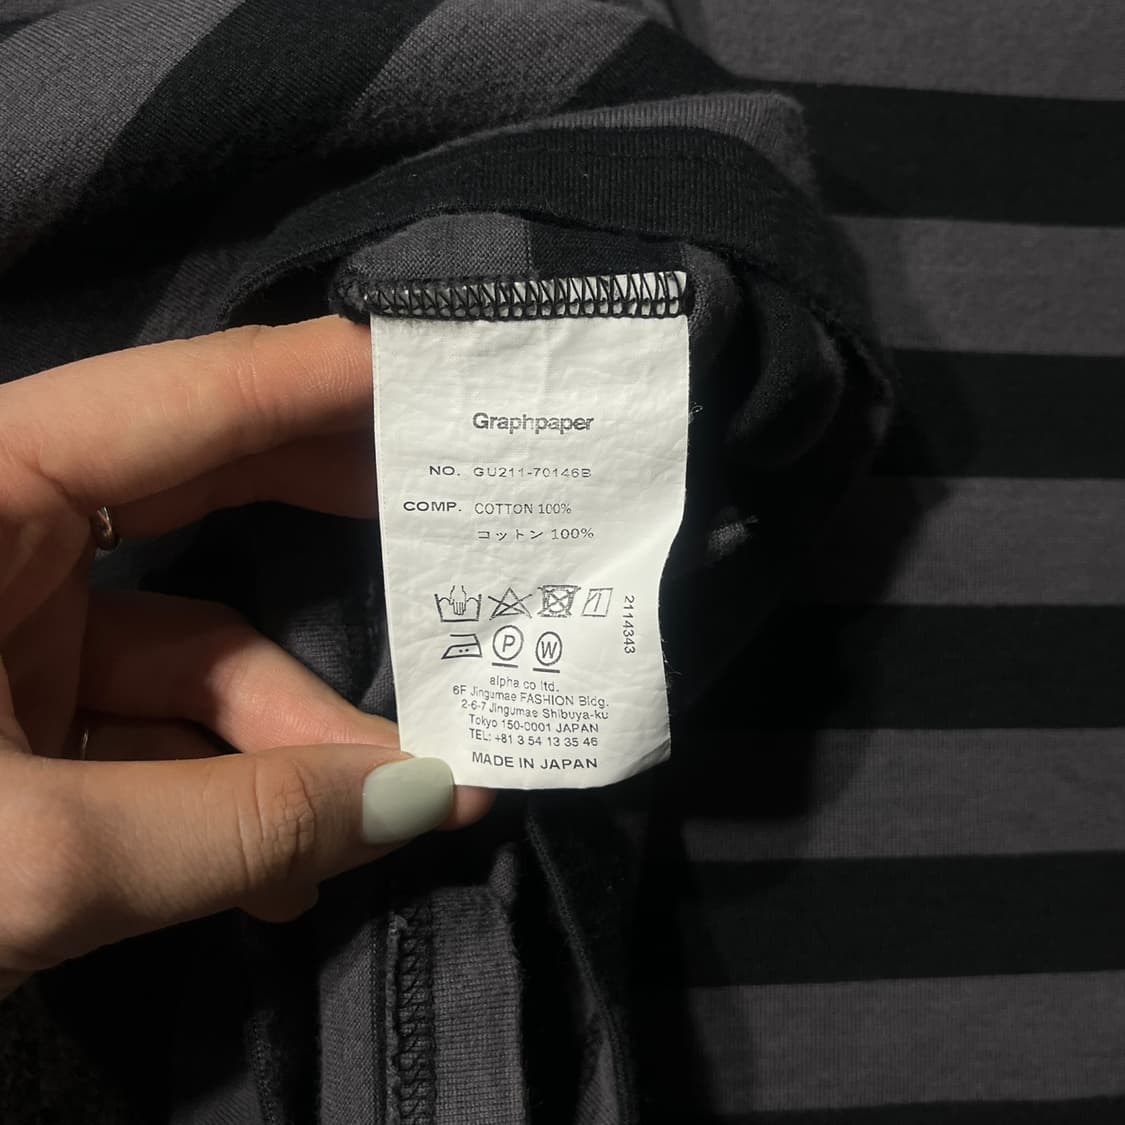 Graphpaper
NO. GU211-70146B
COMP. COTTON 100%
コットン 100%
2114343
P W
alpha co ltd.
6F Jingumae FASHION Bldg.
2-6-7 Jingumae Shibuya-ku
Tokyo 150-0001 JAPAN
TEL: +81 3 54 13 35 46
MADE IN JAPAN